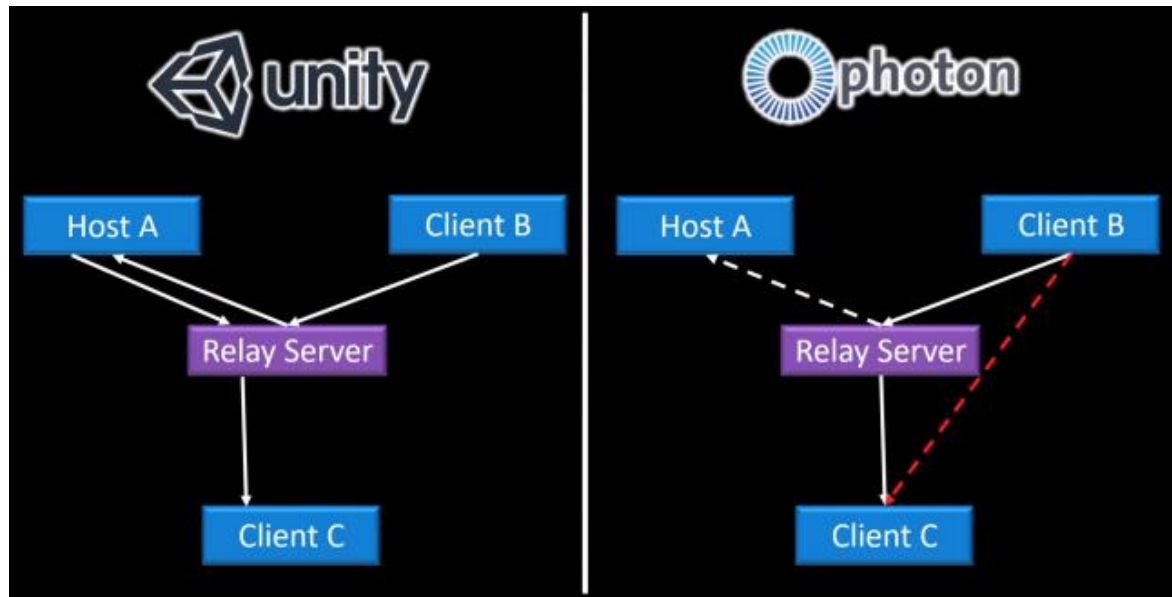 unity
Host A
Client B
Relay Server
Client C
photon
Host A
Client B
Relay Server
Client C